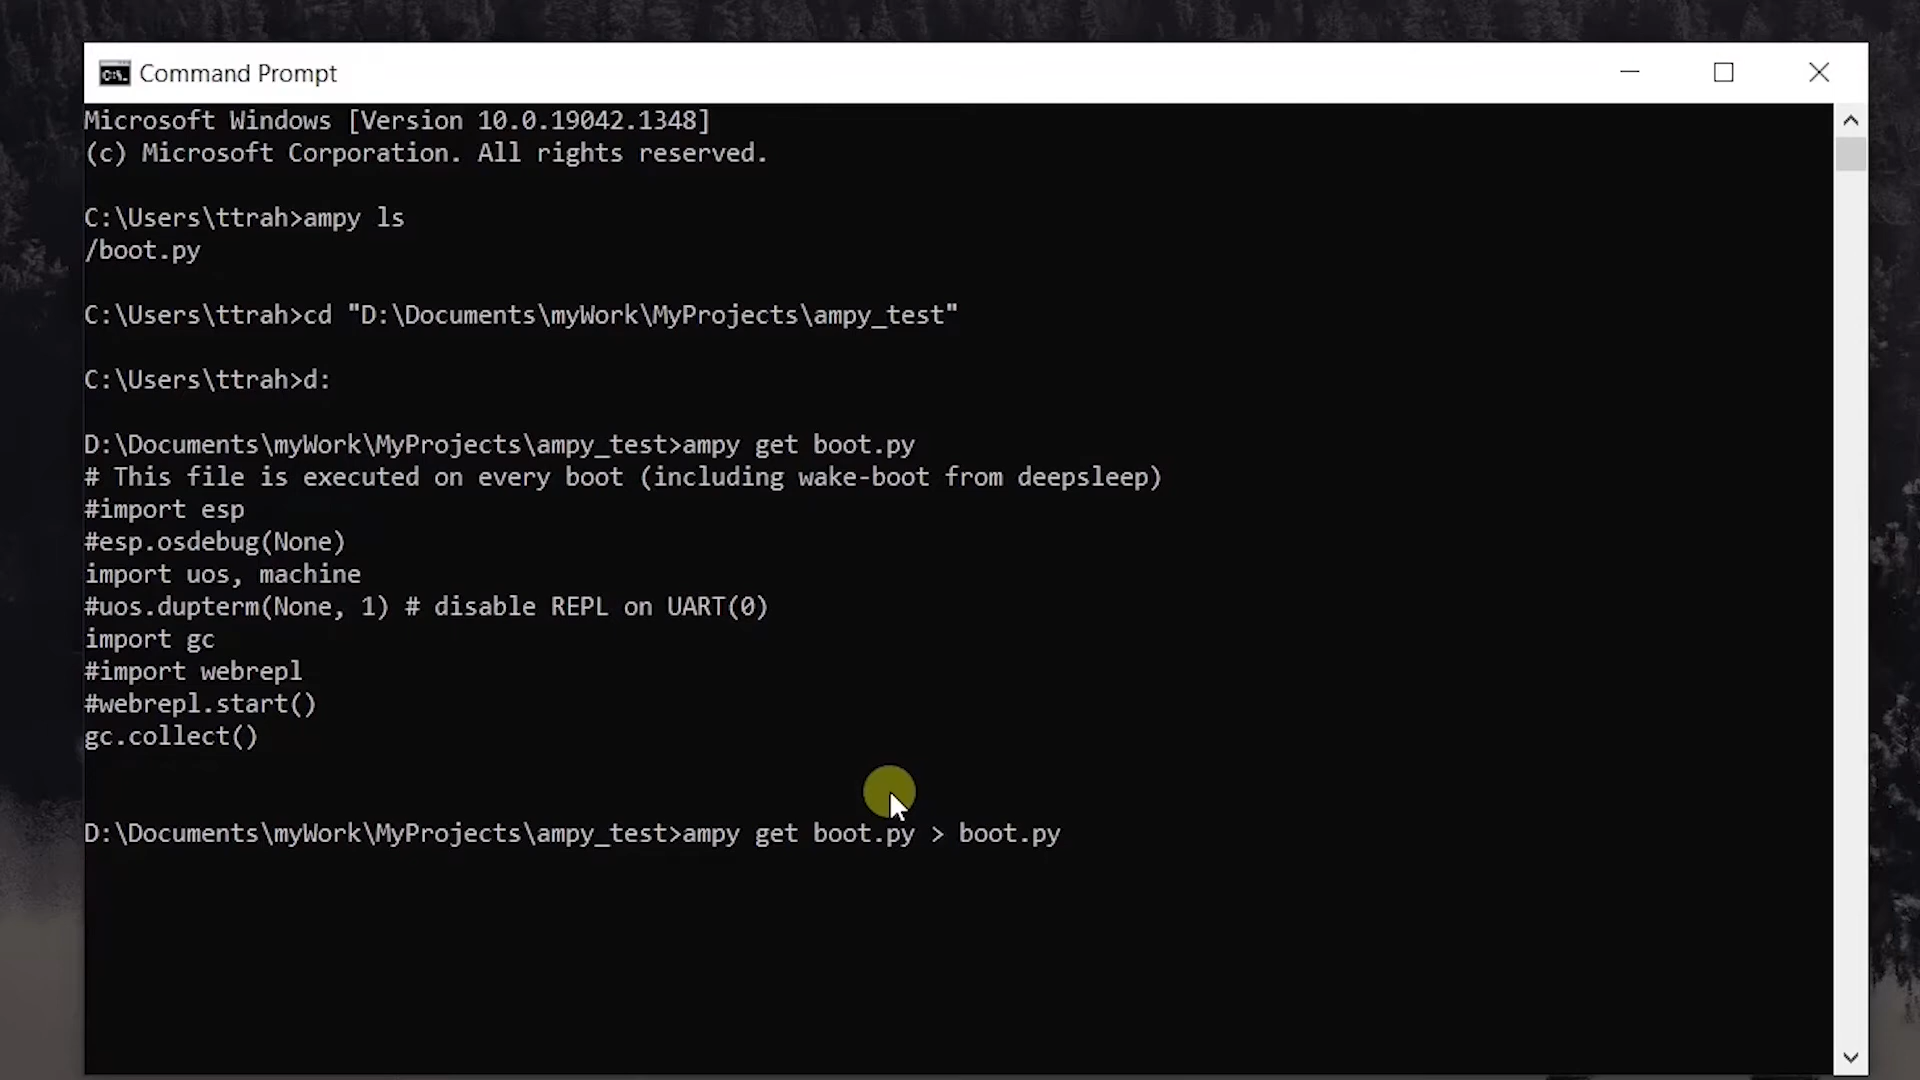 Command Prompt
Microsoft Windows [Version 10.0.19042.1348]
(c) Microsoft Corporation. All rights reserved.
C:\Users\ttrah>ampy ls
/boot.py
C:\Users\ttrah>cd "D:\Documents\myWork\MyProjects\ampy_test"
C:\Users\ttrah>d:
D:\Documents\myWork\MyProjects\ampy_test>ampy get boot.py
# This file is executed on every boot (including wake-boot from deepsleep)
#import esp
#esp.osdebug(None)
import uos, machine
#uos.dupterm(None, 1) # disable REPL on UART(0)
import gc
#import webrepl
#webrepl.start()
gc.collect()
D:\Documents\myWork\MyProjects\ampy_test>ampy get boot.py > boot.py